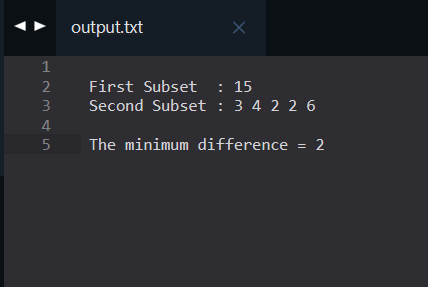 output.txt
1
2 First Subset : 15
3 Second Subset : 3 4 2 2 6
4
5 The minimum difference = 2